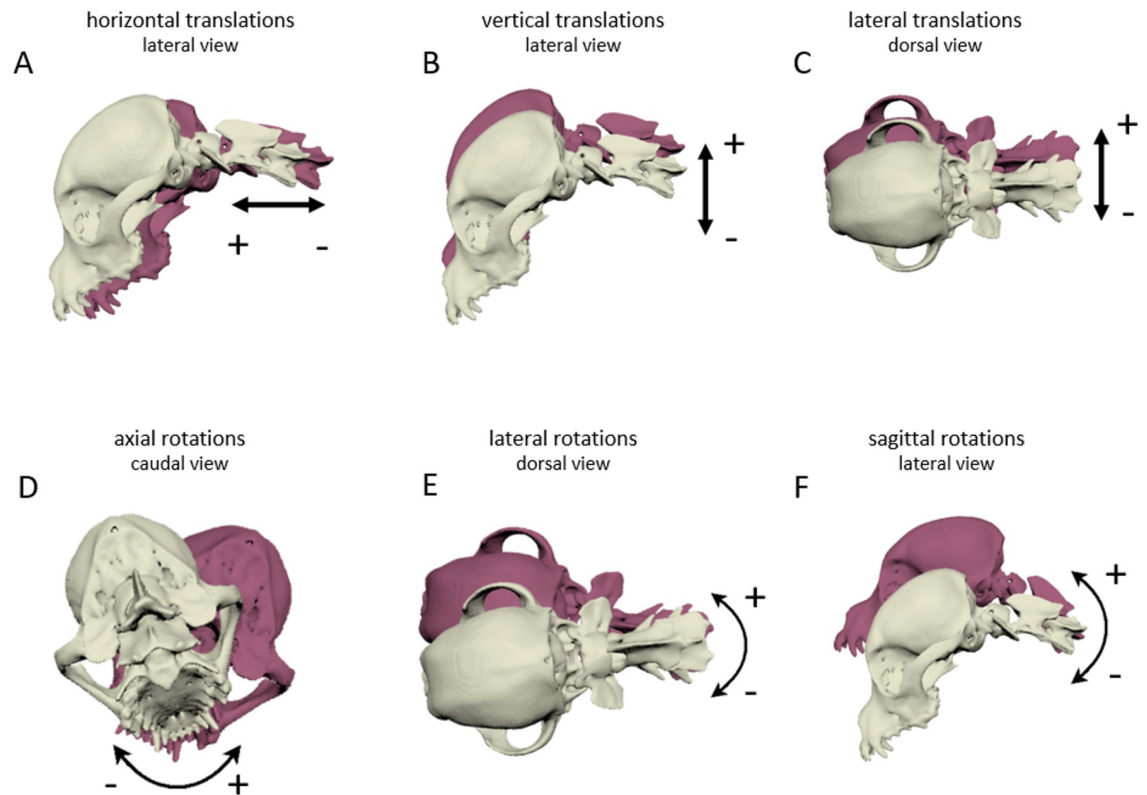 horizontal translations
lateral view
A
+ -
vertical translations
lateral view
B
+
-
lateral translations
dorsal view
C
+
-
axial rotations
caudal view
D
- +
lateral rotations
dorsal view
E
+
-
sagittal rotations
lateral view
F
+
-